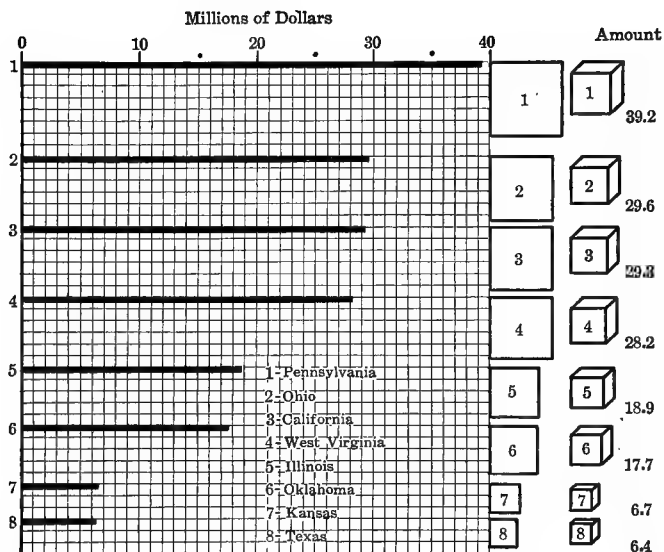 Millions of Dollars
0 10 20 30 40 Amount
1 1 1 39.2
2 2 2 29.6
3 3 3 29.3
4 4 4 28.2
5 1-Pennsylvania 5 5 18.9
2-Ohio
3-California
6 4-West Virginia 6 6 17.7
5-Illinois
7 6-Oklahoma 7 7 6.7
7-Kansas
8 8-Texas 8 8 6.4